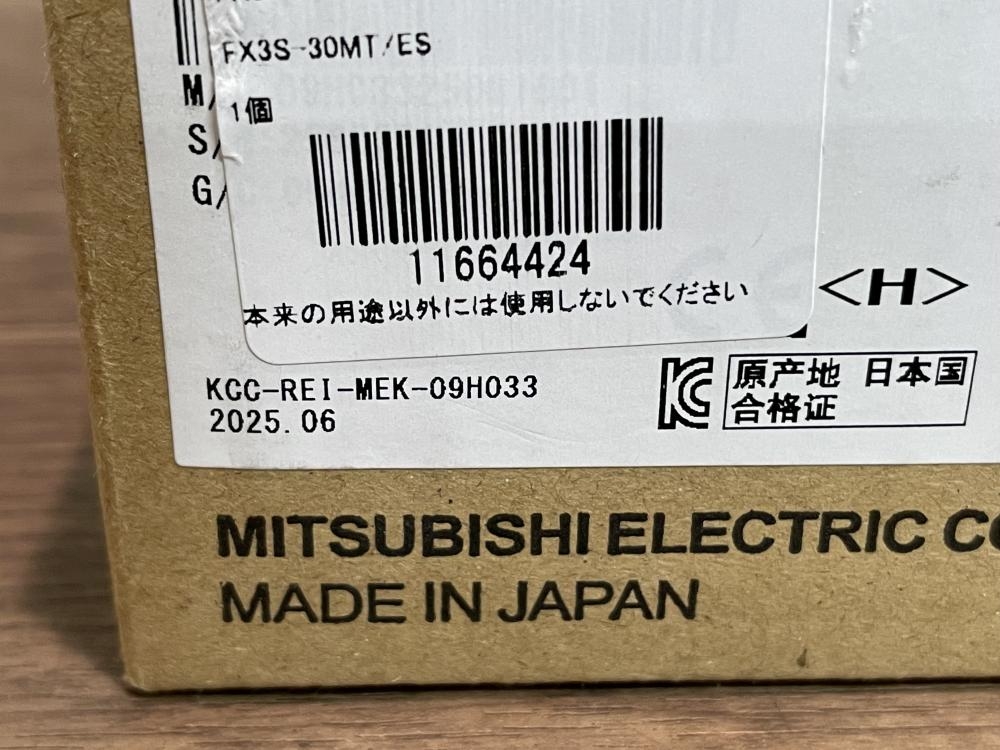 FX3S-30MT/ES
M/
1個
S/
G/
11664424
本来の用途以外には使用しないでください
<H>
KCC-REI-MEK-09H033
2025.06
原产地 日本国
合格证
MITSUBISHI ELECTRIC
MADE IN JAPAN